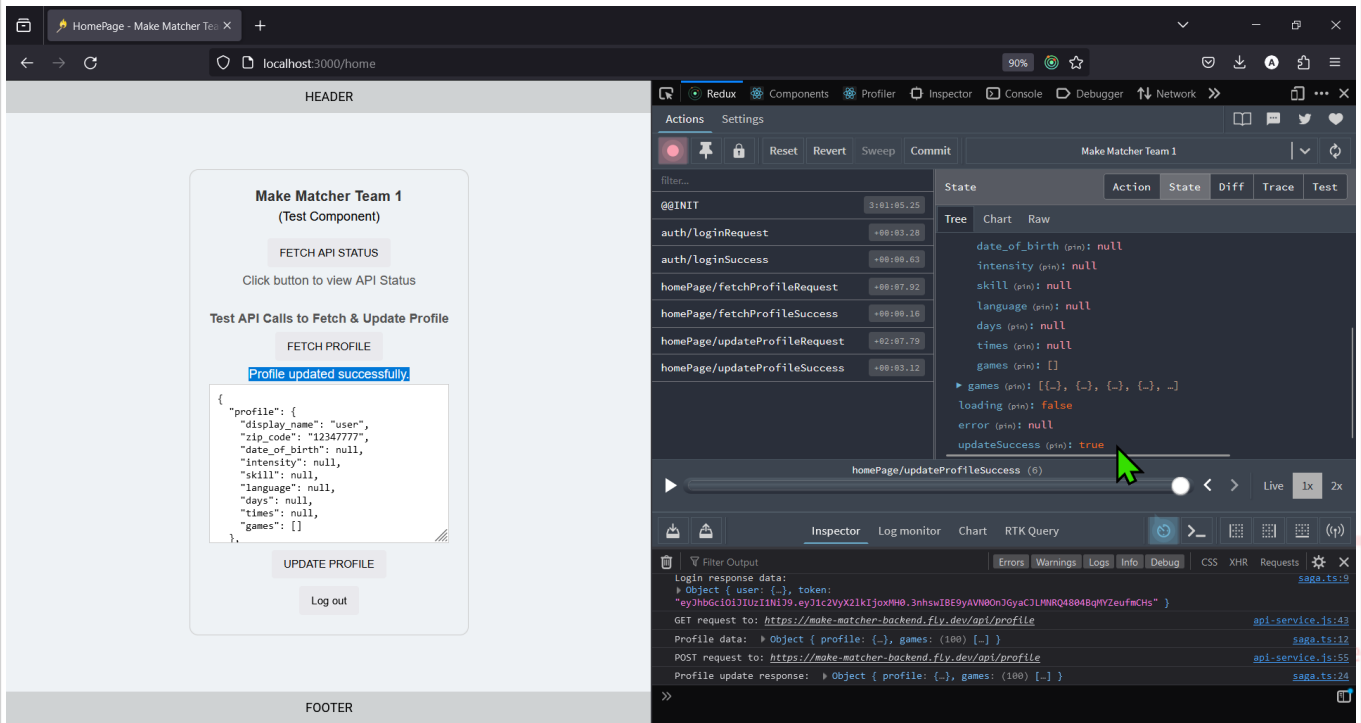 HomePage - Make Matcher Tea
localhost:3000/home
90%
HEADER
Make Matcher Team 1
(Test Component)
FETCH API STATUS
Click button to view API Status
Test API Calls to Fetch & Update Profile
FETCH PROFILE
Profile updated successfully.
{
"profile": {
"display_name": "user",
"zip_code": "12347777",
"date_of_birth": null,
"intensity": null,
"skill": null,
"language": null,
"days": null,
"times": null,
"games": []
},
UPDATE PROFILE
Log out
FOOTER
Redux Components Profiler Inspector Console Debugger Network
Actions Settings
Reset Revert Sweep Commit Make Matcher Team 1
filter...
@@INIT 3:01:05.25
auth/loginRequest +00:03.28
auth/loginSuccess +00:00.63
homePage/fetchProfileRequest +00:07.92
homePage/fetchProfileSuccess +00:00.16
homePage/updateProfileRequest +02:07.79
homePage/updateProfileSuccess +00:03.12
State Action State Diff Trace Test
Tree Chart Raw
date_of_birth (pin): null
intensity (pin): null
skill (pin): null
language (pin): null
days (pin): null
times (pin): null
games (pin): []
games (pin): [{…}, {…}, {…}, {…}, …]
loading (pin): false
error (pin): null
updateSuccess (pin): true
homePage/updateProfileSuccess (6)
Live 1x 2x
Inspector Log monitor Chart RTK Query
Filter Output Errors Warnings Logs Info Debug CSS XHR Requests
Login response data: saga.ts:9
Object { user: {…}, token:
"eyJhbGciOiJIUzI1NiJ9.eyJ1c2VyX2lkIjoxMH0.3nhswIBE9yAVN0OnJGyaCJLMNRQ4804BqMYZeufmCHs" }
GET request to: https://make-matcher-backend.fly.dev/api/profile api-service.js:43
Profile data: Object { profile: {…}, games: (100) […] } saga.ts:12
POST request to: https://make-matcher-backend.fly.dev/api/profile api-service.js:55
Profile update response: Object { profile: {…}, games: (100) […] } saga.ts:24